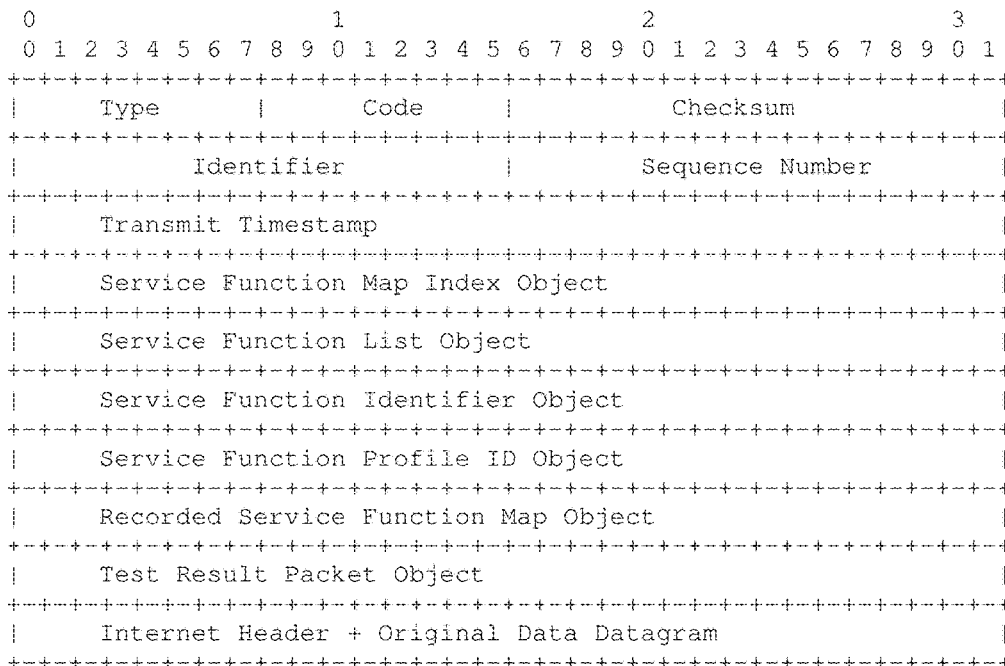 0                   1                   2                   3
0 1 2 3 4 5 6 7 8 9 0 1 2 3 4 5 6 7 8 9 0 1 2 3 4 5 6 7 8 9 0 1
+-+-+-+-+-+-+-+-+-+-+-+-+-+-+-+-+-+-+-+-+-+-+-+-+-+-+-+-+-+-+-+-+
| Type | Code | Checksum |
+-+-+-+-+-+-+-+-+-+-+-+-+-+-+-+-+-+-+-+-+-+-+-+-+-+-+-+-+-+-+-+-+
| Identifier | Sequence Number |
+-+-+-+-+-+-+-+-+-+-+-+-+-+-+-+-+-+-+-+-+-+-+-+-+-+-+-+-+-+-+-+-+
| Transmit Timestamp |
+-+-+-+-+-+-+-+-+-+-+-+-+-+-+-+-+-+-+-+-+-+-+-+-+-+-+-+-+-+-+-+-+
| Service Function Map Index Object |
+-+-+-+-+-+-+-+-+-+-+-+-+-+-+-+-+-+-+-+-+-+-+-+-+-+-+-+-+-+-+-+-+
| Service Function List Object |
+-+-+-+-+-+-+-+-+-+-+-+-+-+-+-+-+-+-+-+-+-+-+-+-+-+-+-+-+-+-+-+-+
| Service Function Identifier Object |
+-+-+-+-+-+-+-+-+-+-+-+-+-+-+-+-+-+-+-+-+-+-+-+-+-+-+-+-+-+-+-+-+
| Service Function Profile ID Object |
+-+-+-+-+-+-+-+-+-+-+-+-+-+-+-+-+-+-+-+-+-+-+-+-+-+-+-+-+-+-+-+-+
| Recorded Service Function Map Object |
+-+-+-+-+-+-+-+-+-+-+-+-+-+-+-+-+-+-+-+-+-+-+-+-+-+-+-+-+-+-+-+-+
| Test Result Packet Object |
+-+-+-+-+-+-+-+-+-+-+-+-+-+-+-+-+-+-+-+-+-+-+-+-+-+-+-+-+-+-+-+-+
| Internet Header + Original Data Datagram |
+-+-+-+-+-+-+-+-+-+-+-+-+-+-+-+-+-+-+-+-+-+-+-+-+-+-+-+-+-+-+-+-+